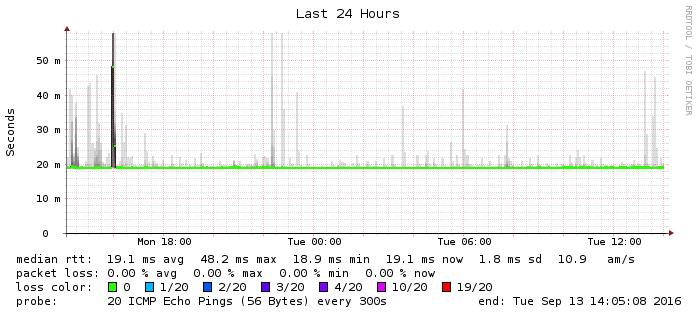 Last 24 Hours
RRDTOOL / TOBI OETIKER
Seconds
50 m
40 m
30 m
20 m
10 m
0
Mon 18:00 Tue 00:00 Tue 06:00 Tue 12:00
median rtt: 19.1 ms avg 48.2 ms max 18.9 ms min 19.1 ms now 1.8 ms sd 10.9 am/s
packet loss: 0.00 % avg 0.00 % max 0.00 % min 0.00 % now
loss color: 0 1/20 2/20 3/20 4/20 10/20 19/20
probe: 20 ICMP Echo Pings (56 Bytes) every 300s end: Tue Sep 13 14:05:08 2016